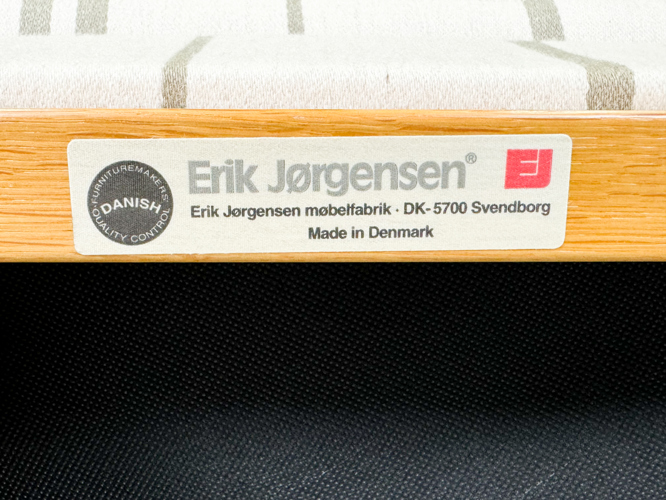 FURNITUREMAKERS'
DANISH
QUALITY CONTROL
Erik Jørgensen®
EJ
Erik Jørgensen møbelfabrik · DK-5700 Svendborg
Made in Denmark